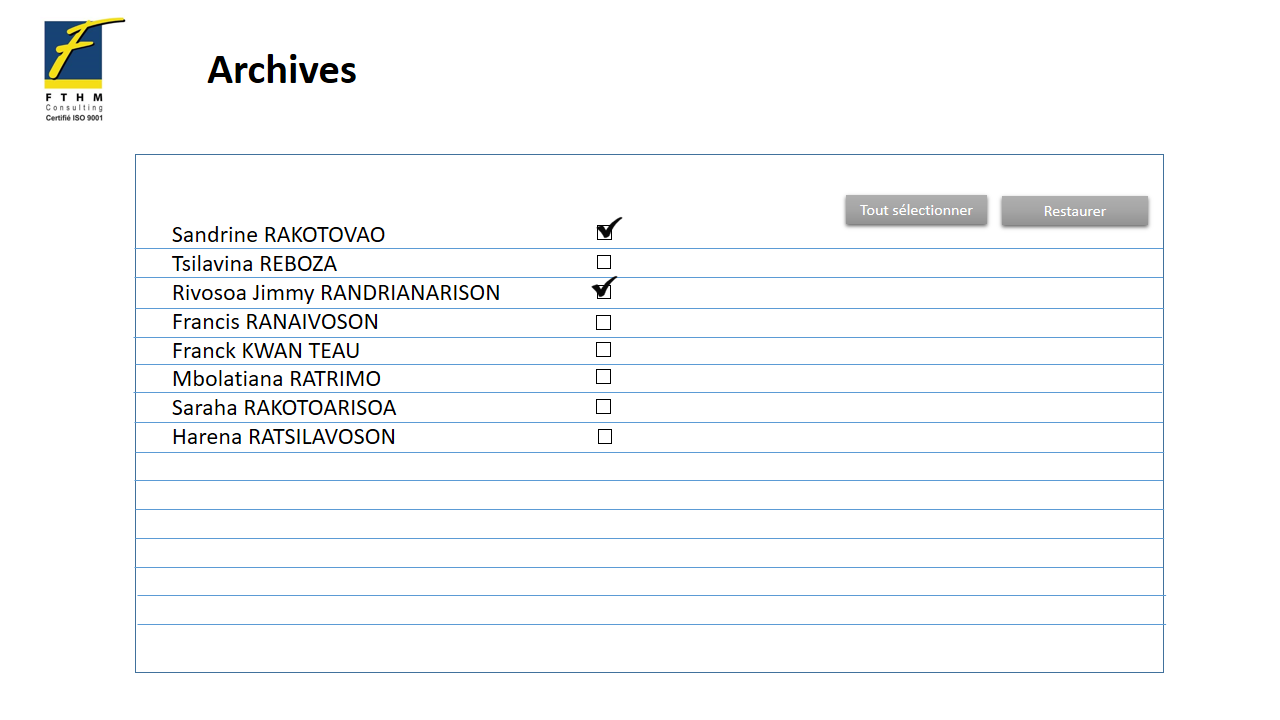 F T H M
Consulting
Certifié ISO 9001
Archives
Tout sélectionner
Restaurer
Sandrine RAKOTOVAO
Tsilavina REBOZA
Rivosoa Jimmy RANDRIANARISON
Francis RANAIVOSON
Franck KWAN TEAU
Mbolatiana RATRIMO
Saraha RAKOTOARISOA
Harena RATSILAVOSON